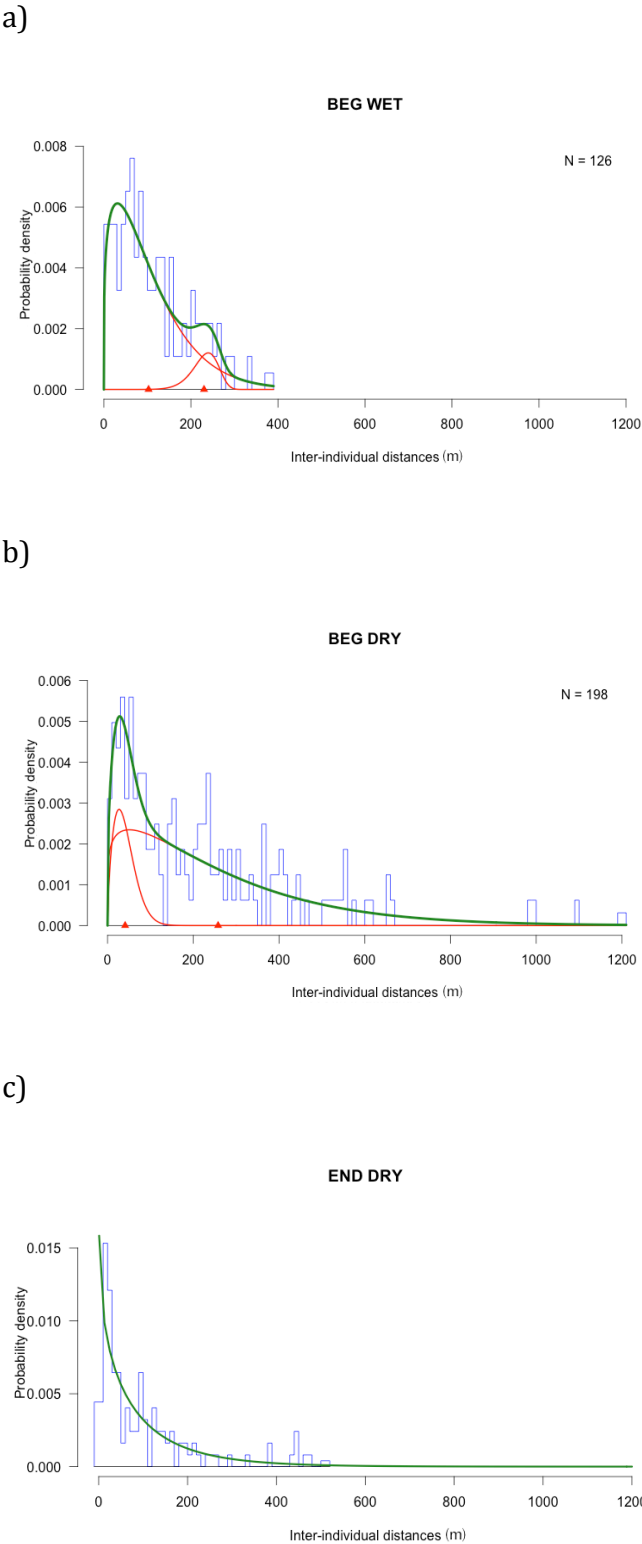 a)
BEG WET
N = 126
Probability density
0.008
0.006
0.004
0.002
0.000
0 200 400 600 800 1000 1200
Inter-individual distances (m)
b)
BEG DRY
N = 198
Probability density
0.006
0.005
0.004
0.003
0.002
0.001
0.000
0 200 400 600 800 1000 1200
Inter-individual distances (m)
c)
END DRY
Probability density
0.015
0.010
0.005
0.000
0 200 400 600 800 1000 1200
Inter-individual distances (m)